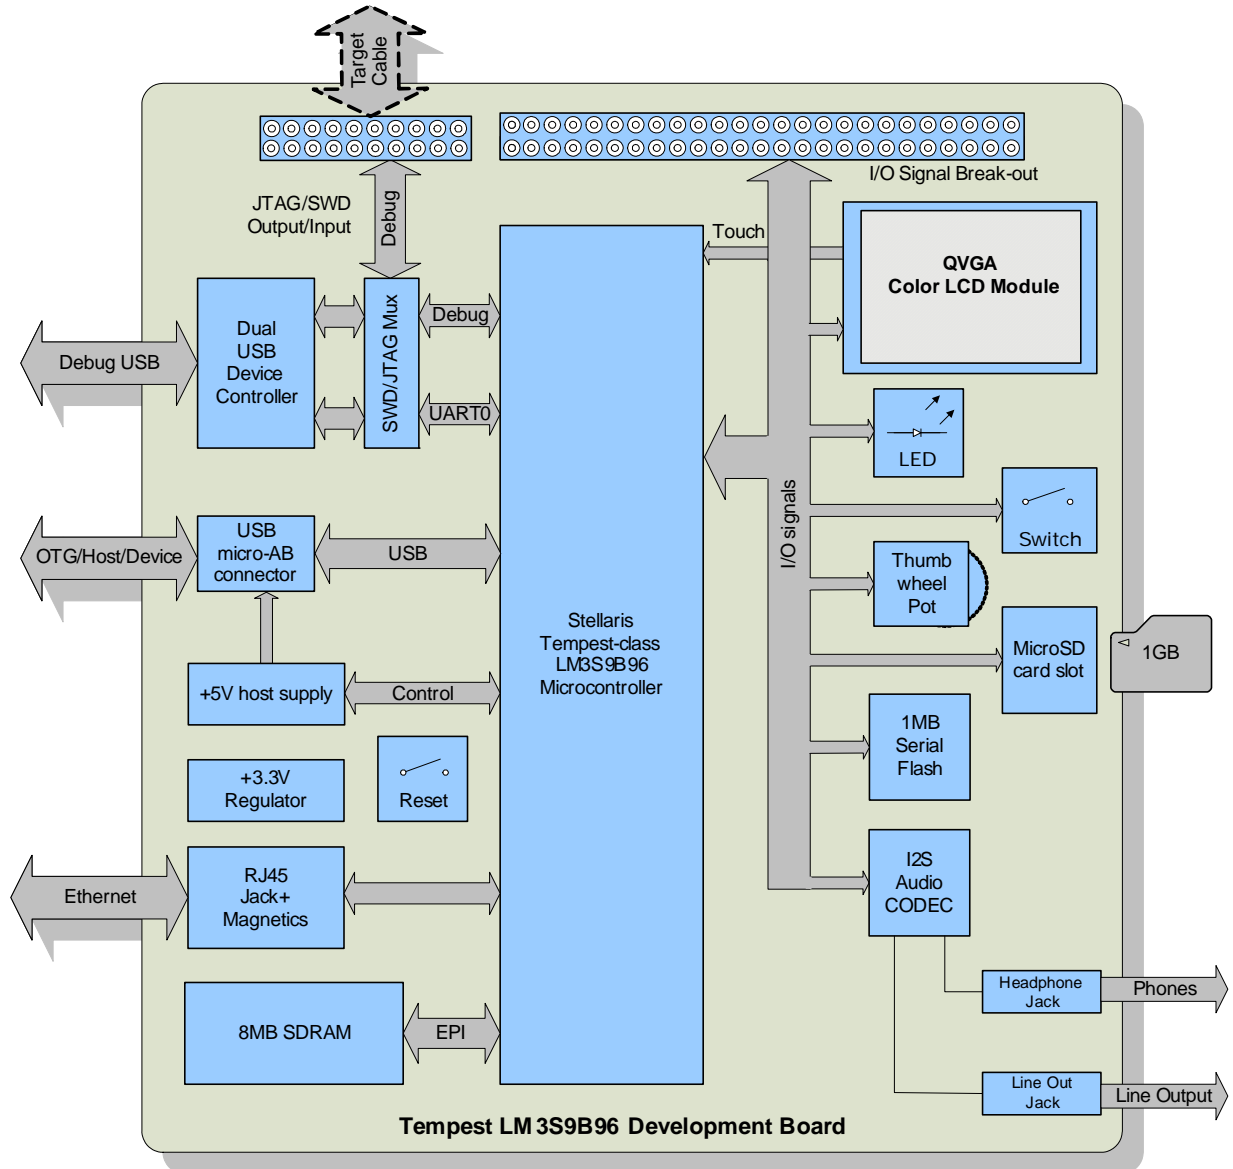 Target
Cable
I/O Signal Break-out
JTAG/SWD
Output/Input
Debug
Touch
QVGA
Color LCD Module
Dual
USB
Device
Controller
SWD/JTAG Mux
Debug
UART0
Debug USB
LED
I/O signals
Switch
USB
micro-AB
connector
OTG/Host/Device
USB
Thumb
wheel
Pot
Stellaris
Tempest-class
LM3S9B96
Microcontroller
MicroSD
card slot
1GB
+5V host supply
Control
1MB
Serial
Flash
+3.3V
Regulator
Reset
I2S
Audio
CODEC
Ethernet
RJ45
Jack+
Magnetics
Headphone
Jack
Phones
8MB SDRAM
EPI
Line Out
Jack
Line Output
Tempest LM3S9B96 Development Board